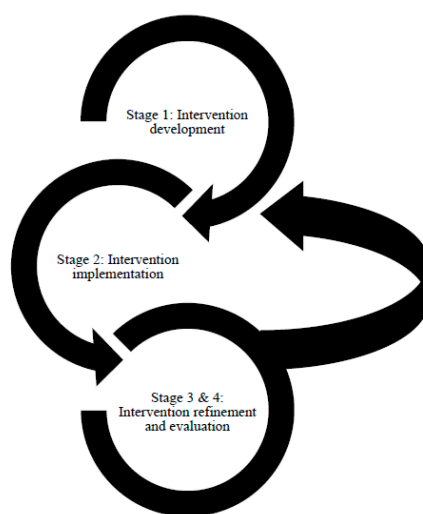 Stage 1: Intervention
development
Stage 2: Intervention
implementation
Stage 3 & 4:
Intervention refinement
and evaluation